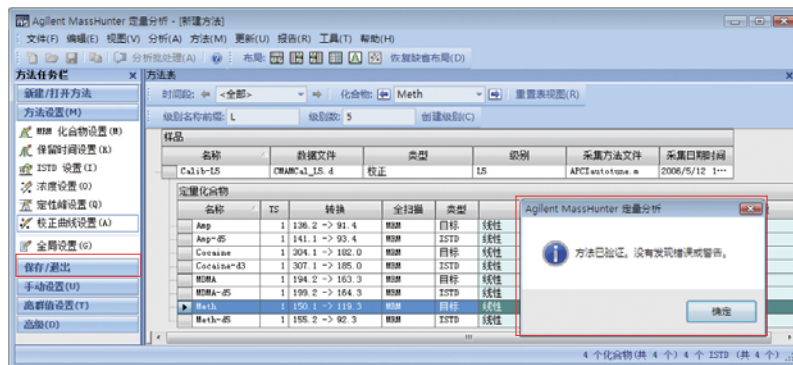 Agilent MassHunter 定量分析 - [新建方法]
文件(F) 编辑(E) 视图(V) 分析(A) 方法(M) 更新(U) 报告(R) 工具(T) 帮助(H)
分析批处理(A) 布局: 恢复缺省布局(D)
方法任务栏 × 方法表 ×
新建/打开方法
时间段: <全部> 化合物: Meth 重置表视图(R)
方法设置(M)
级别名称前缀: L 级别数: 5 创建级别(C)
MRM 化合物设置(M)
保留时间设置(R)
ISTD 设置(I)
浓度设置(O)
定性峰设置(Q)
校正曲线设置(A)
全局设置(G)
保存/退出
手动设置(U)
离群值设置(T)
高级(D)
样品
名称 数据文件 类型 级别 采集方法文件 采集日期时间
Calib-L5 CMAMCal_L5.d 校正 L5 APCIautotune.m 2006/5/12 1...
定量化合物
名称 TS 转换 全扫描 类型
Amp 1 136.2 -> 91.4 MRM 目标 线性
Amp-d5 1 141.1 -> 93.4 MRM ISTD 线性
Cocaine 1 304.1 -> 182.0 MRM 目标 线性
Cocaine-d3 1 307.1 -> 185.0 MRM ISTD 线性
MDMA 1 194.2 -> 163.3 MRM 目标 线性
MDMA-d5 1 199.2 -> 164.3 MRM ISTD 线性
Meth 1 150.1 -> 119.3 MRM 目标 线性
Meth-d5 1 155.2 -> 92.3 MRM ISTD 线性
Agilent MassHunter 定量分析
方法已验证。没有发现错误或警告。
确定
4 个化合物(共 4 个) 4 个 ISTD (共 4 个)